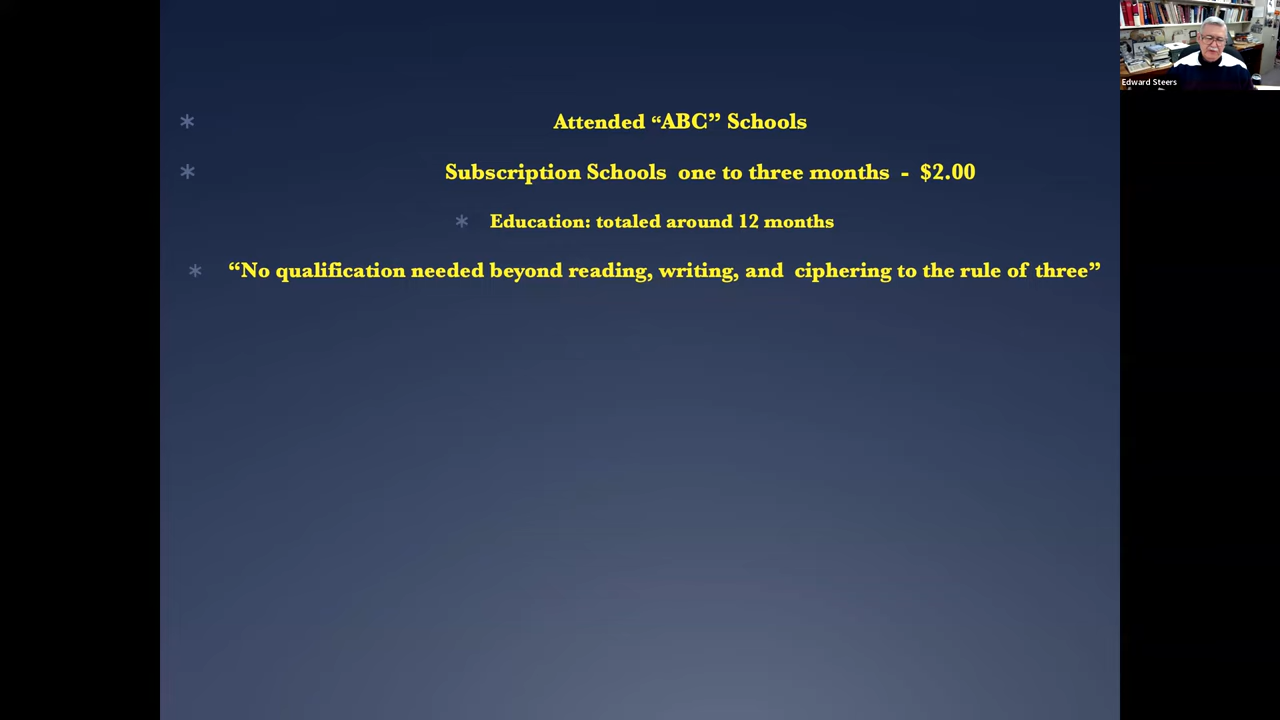 Edward Steers
* Attended “ABC” Schools
* Subscription Schools one to three months - $2.00
* Education: totaled around 12 months
* “No qualification needed beyond reading, writing, and ciphering to the rule of three”